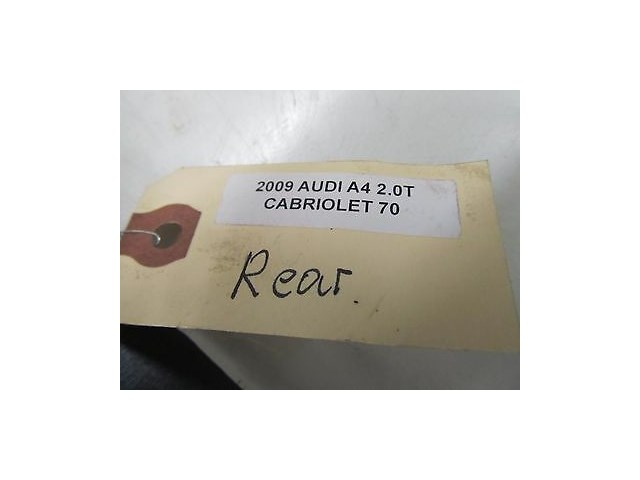 2009 AUDI A4 2.0T
CABRIOLET 70
Rear.